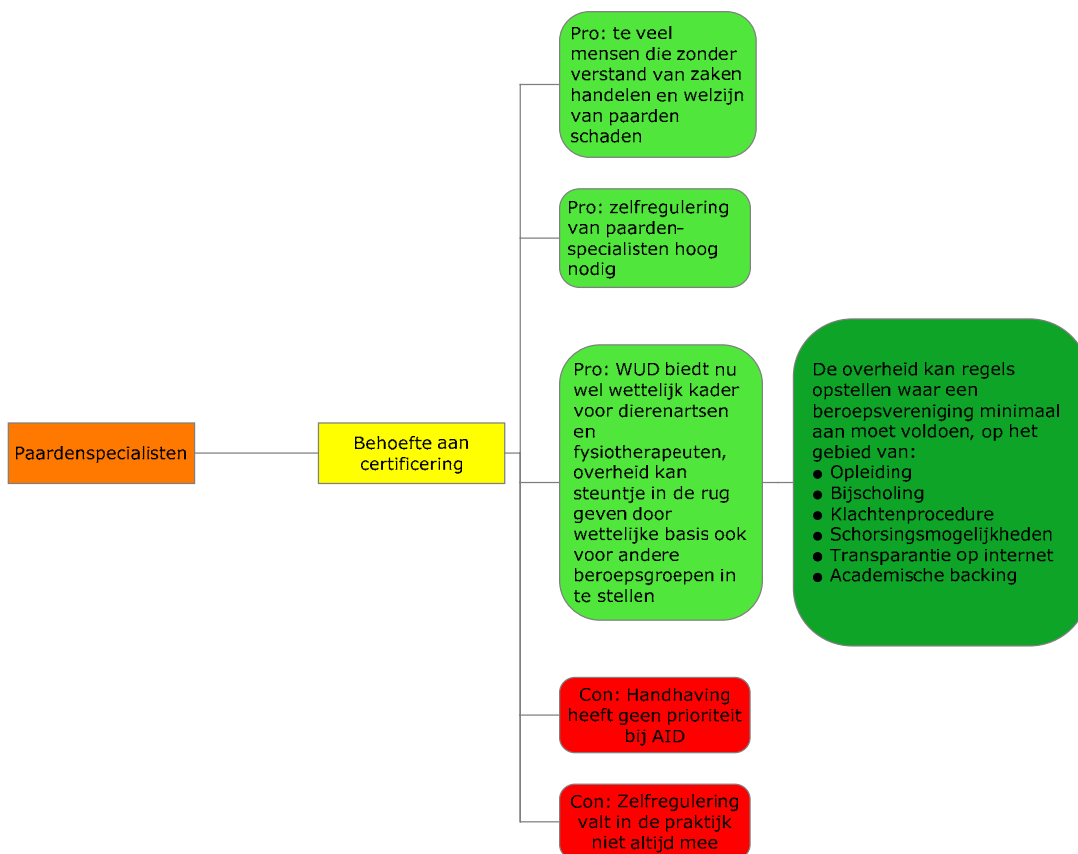 Paardenspecialisten
Behoefte aan
certificering
Pro: te veel
mensen die zonder
verstand van zaken
handelen en welzijn
van paarden
schaden
Pro: zelfregulering
van paarden-
specialisten hoog
nodig
Pro: WUD biedt nu
wel wettelijk kader
voor dierenartsen
en
fysiotherapeuten,
overheid kan
steuntje in de rug
geven door
wettelijke basis ook
voor andere
beroepsgroepen in
te stellen
De overheid kan regels
opstellen waar een
beroepsvereniging minimaal
aan moet voldoen, op het
gebied van:
● Opleiding
● Bijscholing
● Klachtenprocedure
● Schorsingsmogelijkheden
● Transparantie op internet
● Academische backing
Con: Handhaving
heeft geen prioriteit
bij AID
Con: Zelfregulering
valt in de praktijk
niet altijd mee